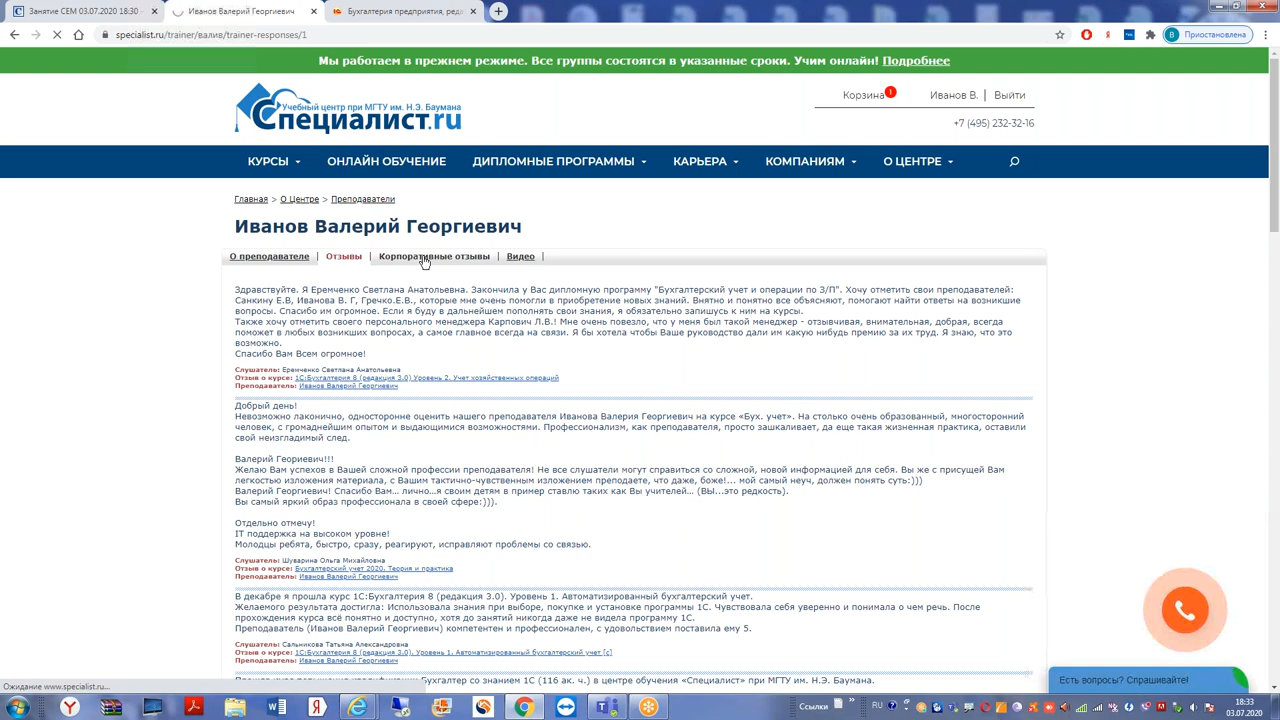 Занятие СЕМ 03.07.2020 18:30 -
Иванов Валерий Георгиевич
Бухгалтерия предприятия, реда
Приостановлена
specialist.ru/trainer/валив/trainer-responses/1
Мы работаем в прежнем режиме. Все группы состоятся в указанные сроки. Учим онлайн! Подробнее
Учебный центр при МГТУ им. Н.Э. Баумана
Специалист.ru
Корзина 1
Иванов В. | Выйти
+7 (495) 232-32-16
КУРСЫ ОНЛАЙН ОБУЧЕНИЕ ДИПЛОМНЫЕ ПРОГРАММЫ КАРЬЕРА КОМПАНИЯМ О ЦЕНТРЕ
Главная > О Центре > Преподаватели
Иванов Валерий Георгиевич
О преподавателе | Отзывы | Корпоративные отзывы | Видео |
Здравствуйте. Я Еремченко Светлана Анатольевна. Закончила у Вас дипломную программу "Бухгалтерский учет и операции по З/П". Хочу отметить свои преподавателей:
Санкину Е.В, Иванова В. Г, Гречко.Е.В., которые мне очень помогли в приобретение новых знаний. Внятно и понятно все объясняют, помогают найти ответы на возникшие
вопросы. Спасибо им огромное. Если я буду в дальнейшем пополнять свои знания, я обязательно запишусь к ним на курсы.
Также хочу отметить своего персонального менеджера Карпович Л.В.! Мне очень повезло, что у меня был такой менеджер - отзывчивая, внимательная, добрая, всегда
поможет в любых возникших вопросах, а самое главное всегда на связи. Я бы хотела чтобы Ваше руководство дали им какую нибудь премию за их труд. Я знаю, что это
возможно.
Спасибо Вам Всем огромное!
Слушатель: Еремченко Светлана Анатольевна
Отзыв о курсе: 1С:Бухгалтерия 8 (редакция 3.0) Уровень 2. Учет хозяйственных операций
Преподаватель: Иванов Валерий Георгиевич
Добрый день!
Невозможно лаконично, односторонне оценить нашего преподавателя Иванова Валерия Георгиевич на курсе «Бух. учет». На столько очень образованный, многосторонний
человек, с громаднейшим опытом и выдающимися возможностями. Профессионализм, как преподавателя, просто зашкаливает, да еще такая жизненная практика, оставили
свой неизгладимый след.
Валерий Георгиевич!!!
Желаю Вам успехов в Вашей сложной профессии преподавателя! Не все слушатели могут справиться со сложной, новой информацией для себя. Вы же с присущей Вам
легкостью изложения материала, с Вашим тактично-чувственным изложением преподаете, что даже, боже!... мой самый неуч, должен понять суть:)))
Валерий Георгиевич! Спасибо Вам... лично...я своим детям в пример ставлю таких как Вы учителей... (ВЫ...это редкость).
Вы самый яркий образ профессионала в своей сфере:))).
Отдельно отмечу!
IT поддержка на высоком уровне!
Молодцы ребята, быстро, сразу, реагируют, исправляют проблемы со связью.
Слушатель: Шуварина Ольга Михайловна
Отзыв о курсе: Бухгалтерский учет 2020. Теория и практика
Преподаватель: Иванов Валерий Георгиевич
В декабре я прошла курс 1С:Бухгалтерия 8 (редакция 3.0). Уровень 1. Автоматизированный бухгалтерский учет.
Желаемого результата достигла: Использовала знания при выборе, покупке и установке программы 1С. Чувствовала себя уверенно и понимала о чем речь. После
прохождения курса всё понятно и доступно, хотя до занятий никогда даже не видела программу 1С.
Преподаватель (Иванов Валерий Георгиевич) компетентен и профессионален, с удовольствием поставила ему 5.
Слушатель: Сальникова Татьяна Александровна
Отзыв о курсе: 1С:Бухгалтерия 8 (редакция 3.0). Уровень 1. Автоматизированный бухгалтерский учет [c]
Преподаватель: Иванов Валерий Георгиевич
Прошла курс повышения квалификации Бухгалтер со знанием 1С (116 ак. ч.) в центре обучения «Специалист» при МГТУ им. Н.Э. Баумана.
Есть вопросы? Спрашивайте!
Ожидание www.specialist.ru...
Ссылки
RU
18:33
03.07.2020